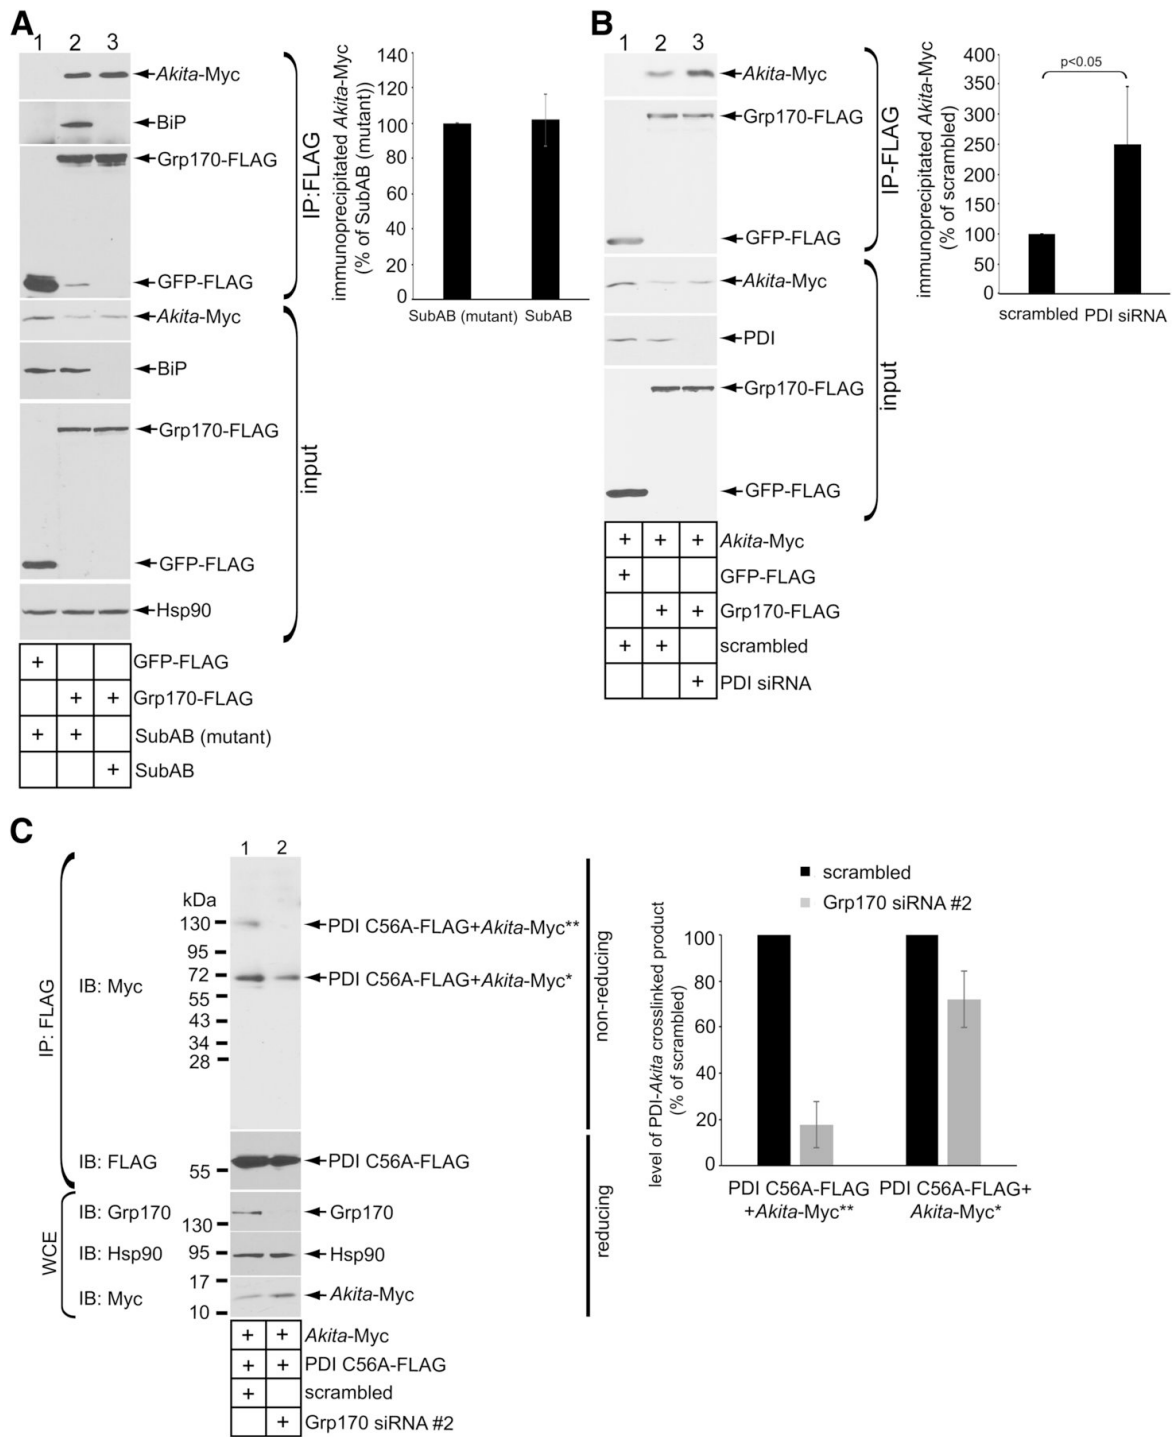 A
1 2 3
Akita-Myc
BiP
Grp170-FLAG
GFP-FLAG
IP:FLAG
Akita-Myc
BiP
Grp170-FLAG
GFP-FLAG
Hsp90
input
+ GFP-FLAG
+ + Grp170-FLAG
+ + SubAB (mutant)
+ SubAB
immunoprecipitated Akita-Myc
(% of SubAB (mutant))
140
120
100
80
60
40
20
0
SubAB (mutant) SubAB
B
1 2 3
Akita-Myc
Grp170-FLAG
GFP-FLAG
IP-FLAG
Akita-Myc
PDI
Grp170-FLAG
GFP-FLAG
input
+ + + Akita-Myc
+ GFP-FLAG
+ + Grp170-FLAG
+ + scrambled
+ PDI siRNA
immunoprecipitated Akita-Myc
(% of scrambled)
400
350
300
250
200
150
100
50
0
p<0.05
scrambled PDI siRNA
C
1 2
IP: FLAG
IB: Myc
kDa
130
95
72
55
43
34
28
PDI C56A-FLAG+Akita-Myc**
PDI C56A-FLAG+Akita-Myc*
non-reducing
IB: FLAG
55
PDI C56A-FLAG
WCE
IB: Grp170
130
Grp170
IB: Hsp90
95
Hsp90
IB: Myc
17
10
Akita-Myc
reducing
+ + Akita-Myc
+ + PDI C56A-FLAG
+ scrambled
+ Grp170 siRNA #2
scrambled
Grp170 siRNA #2
level of PDI-Akita crosslinked product
(% of scrambled)
100
80
60
40
20
0
PDI C56A-FLAG
+Akita-Myc**
PDI C56A-FLAG+
Akita-Myc*